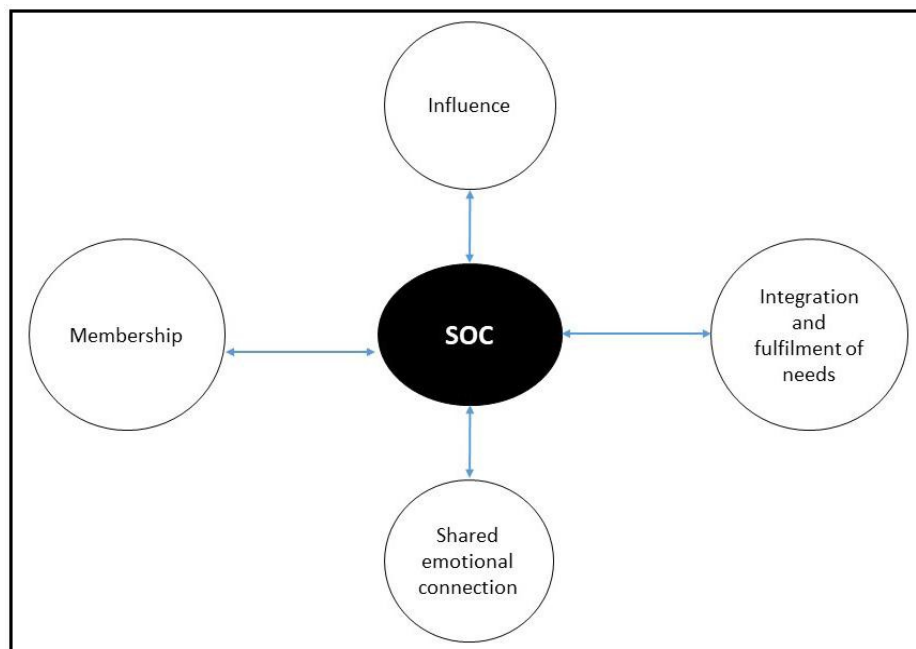 Influence
Membership
SOC
Integration
and
fulfilment of
needs
Shared
emotional
connection